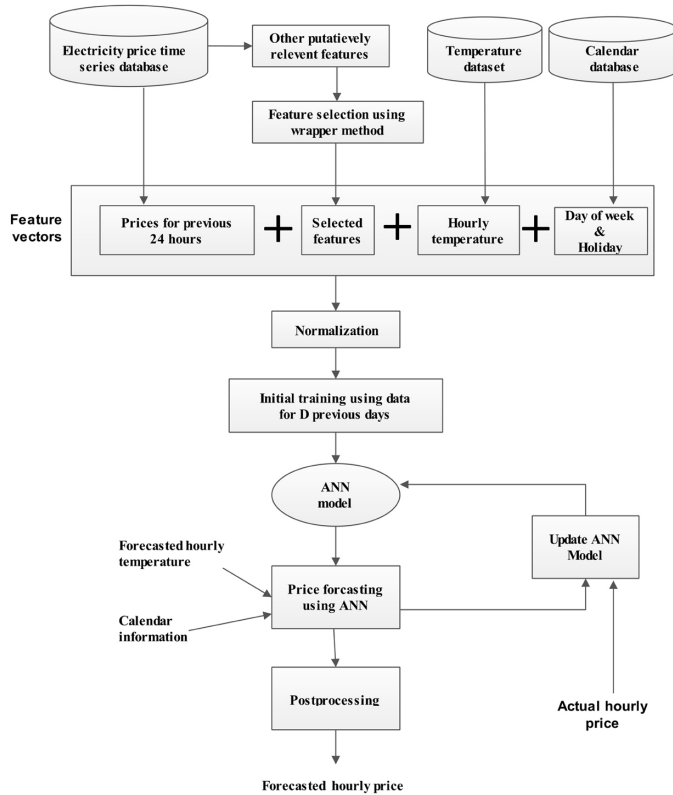 Electricity price time
series database
Other putatievely
relevent features
Temperature
dataset
Calendar
database
Feature selection using
wrapper method
Feature
vectors
Prices for previous
24 hours
+
Selected
features
+
Hourly
temperature
+
Day of week
&
Holiday
Normalization
Initial training using data
for D previous days
ANN
model
Update ANN
Model
Forecasted hourly
temperature
Price forcasting
using ANN
Calendar
information
Postprocessing
Actual hourly
price
Forecasted hourly price